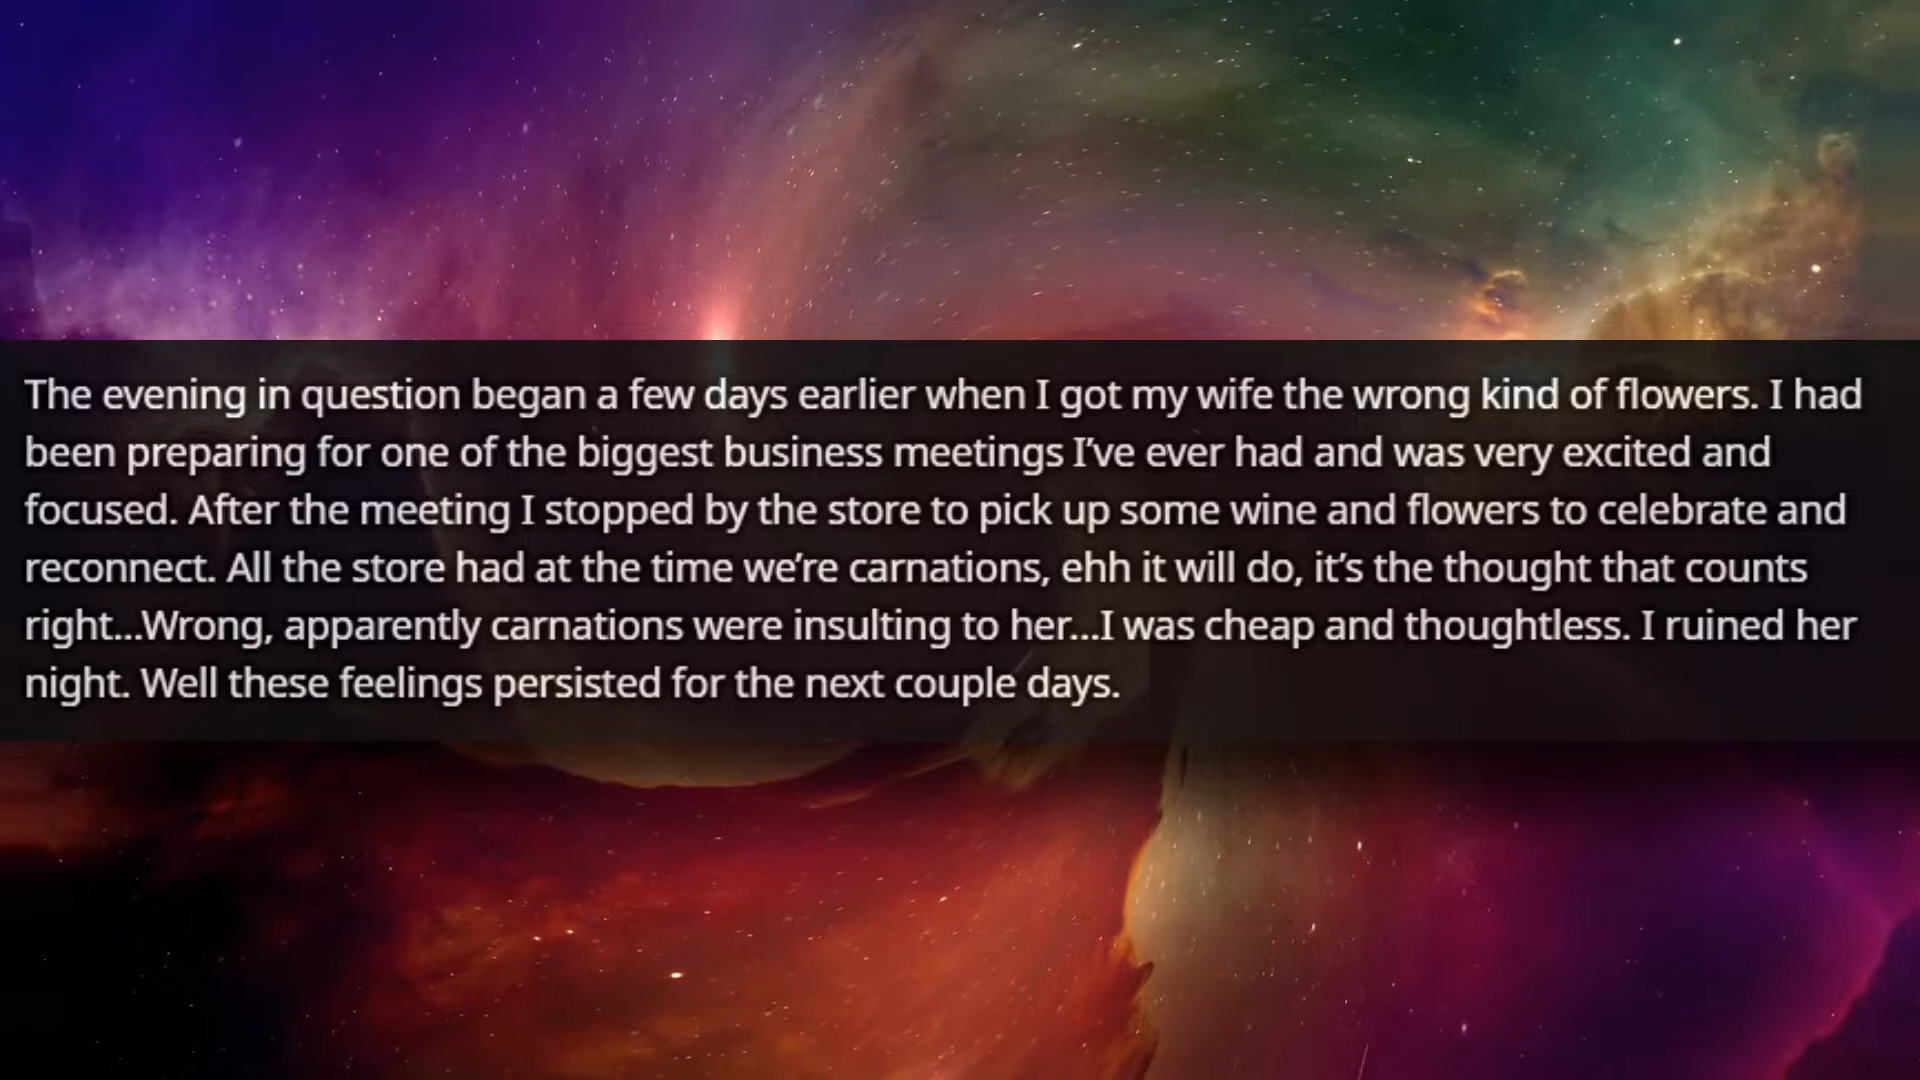 The evening in question began a few days earlier when I got my wife the wrong kind of flowers. I had
been preparing for one of the biggest business meetings I’ve ever had and was very excited and
focused. After the meeting I stopped by the store to pick up some wine and flowers to celebrate and
reconnect. All the store had at the time we’re carnations, ehh it will do, it’s the thought that counts
right...Wrong, apparently carnations were insulting to her...I was cheap and thoughtless. I ruined her
night. Well these feelings persisted for the next couple days.